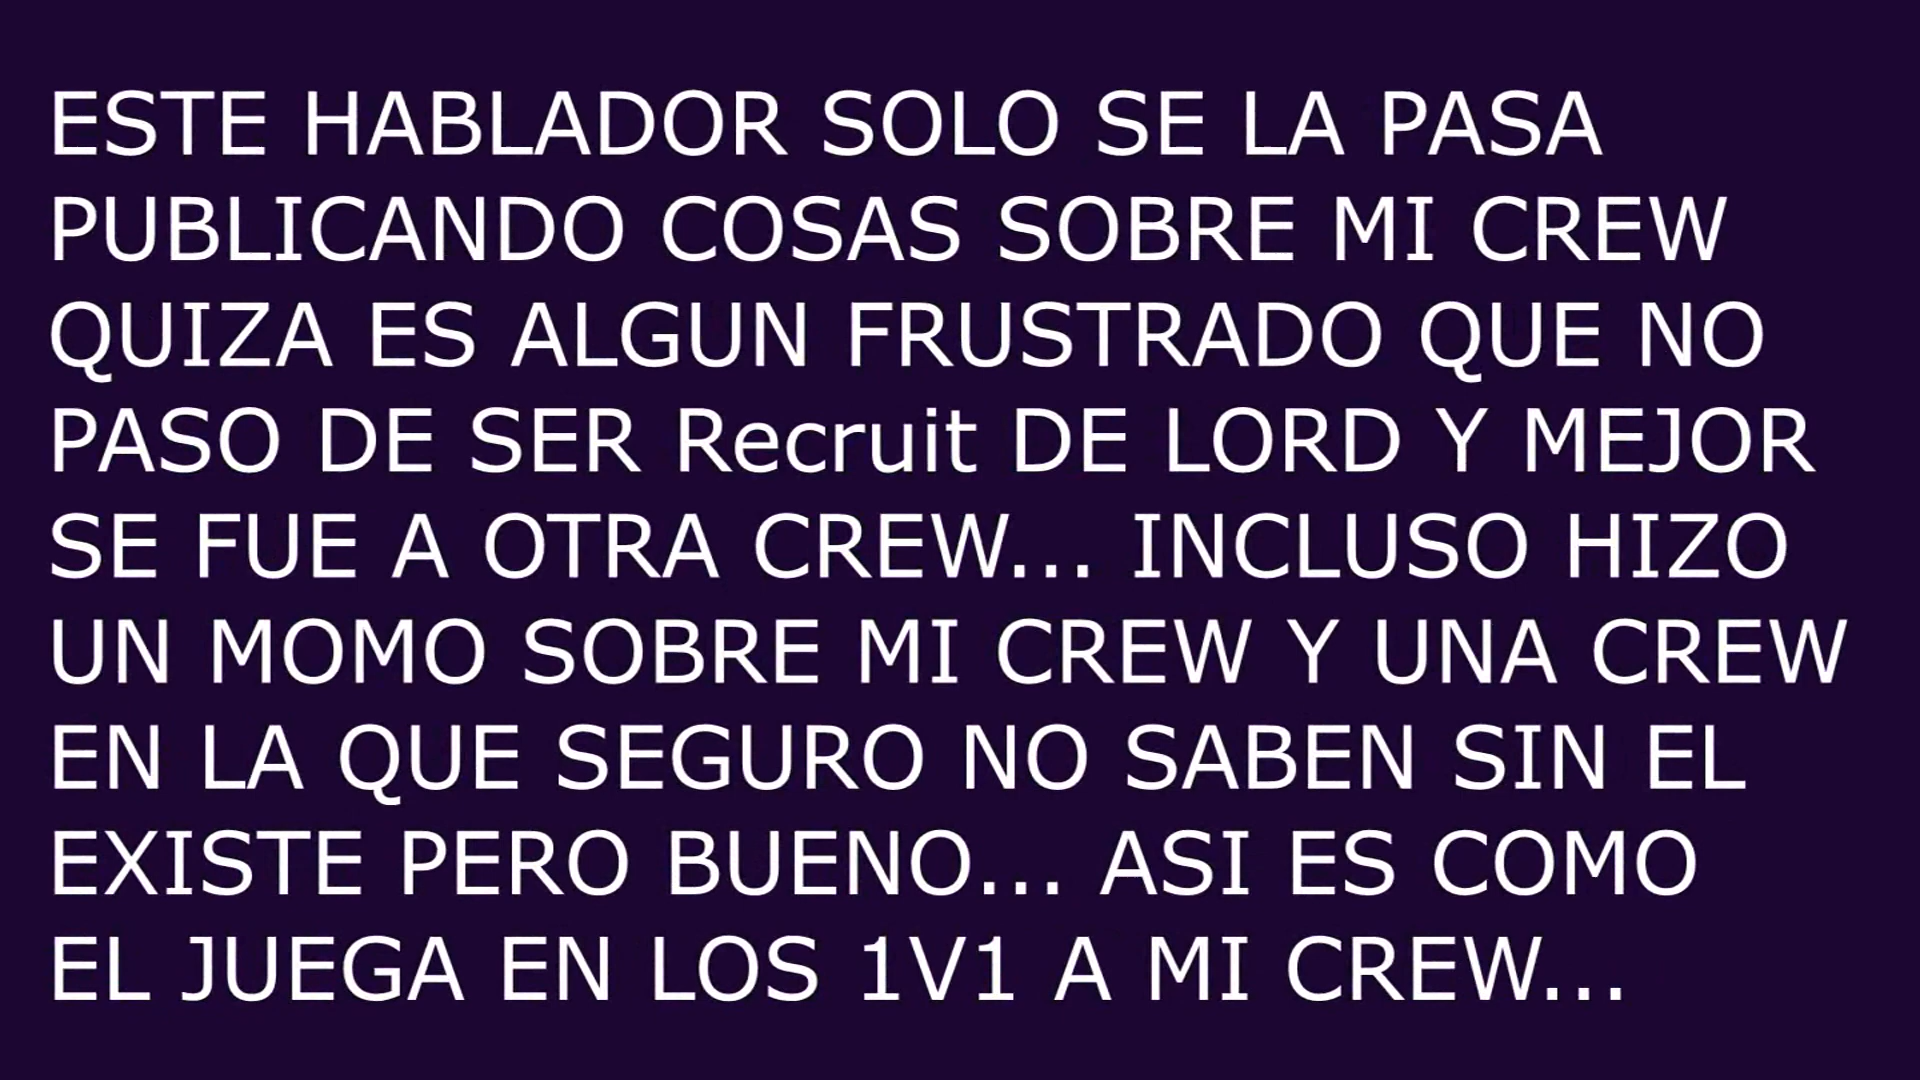 ESTE HABLADOR SOLO SE LA PASA
PUBLICANDO COSAS SOBRE MI CREW
QUIZA ES ALGUN FRUSTRADO QUE NO
PASO DE SER Recruit DE LORD Y MEJOR
SE FUE A OTRA CREW... INCLUSO HIZO
UN MOMO SOBRE MI CREW Y UNA CREW
EN LA QUE SEGURO NO SABEN SIN EL
EXISTE PERO BUENO... ASI ES COMO
EL JUEGA EN LOS 1V1 A MI CREW...